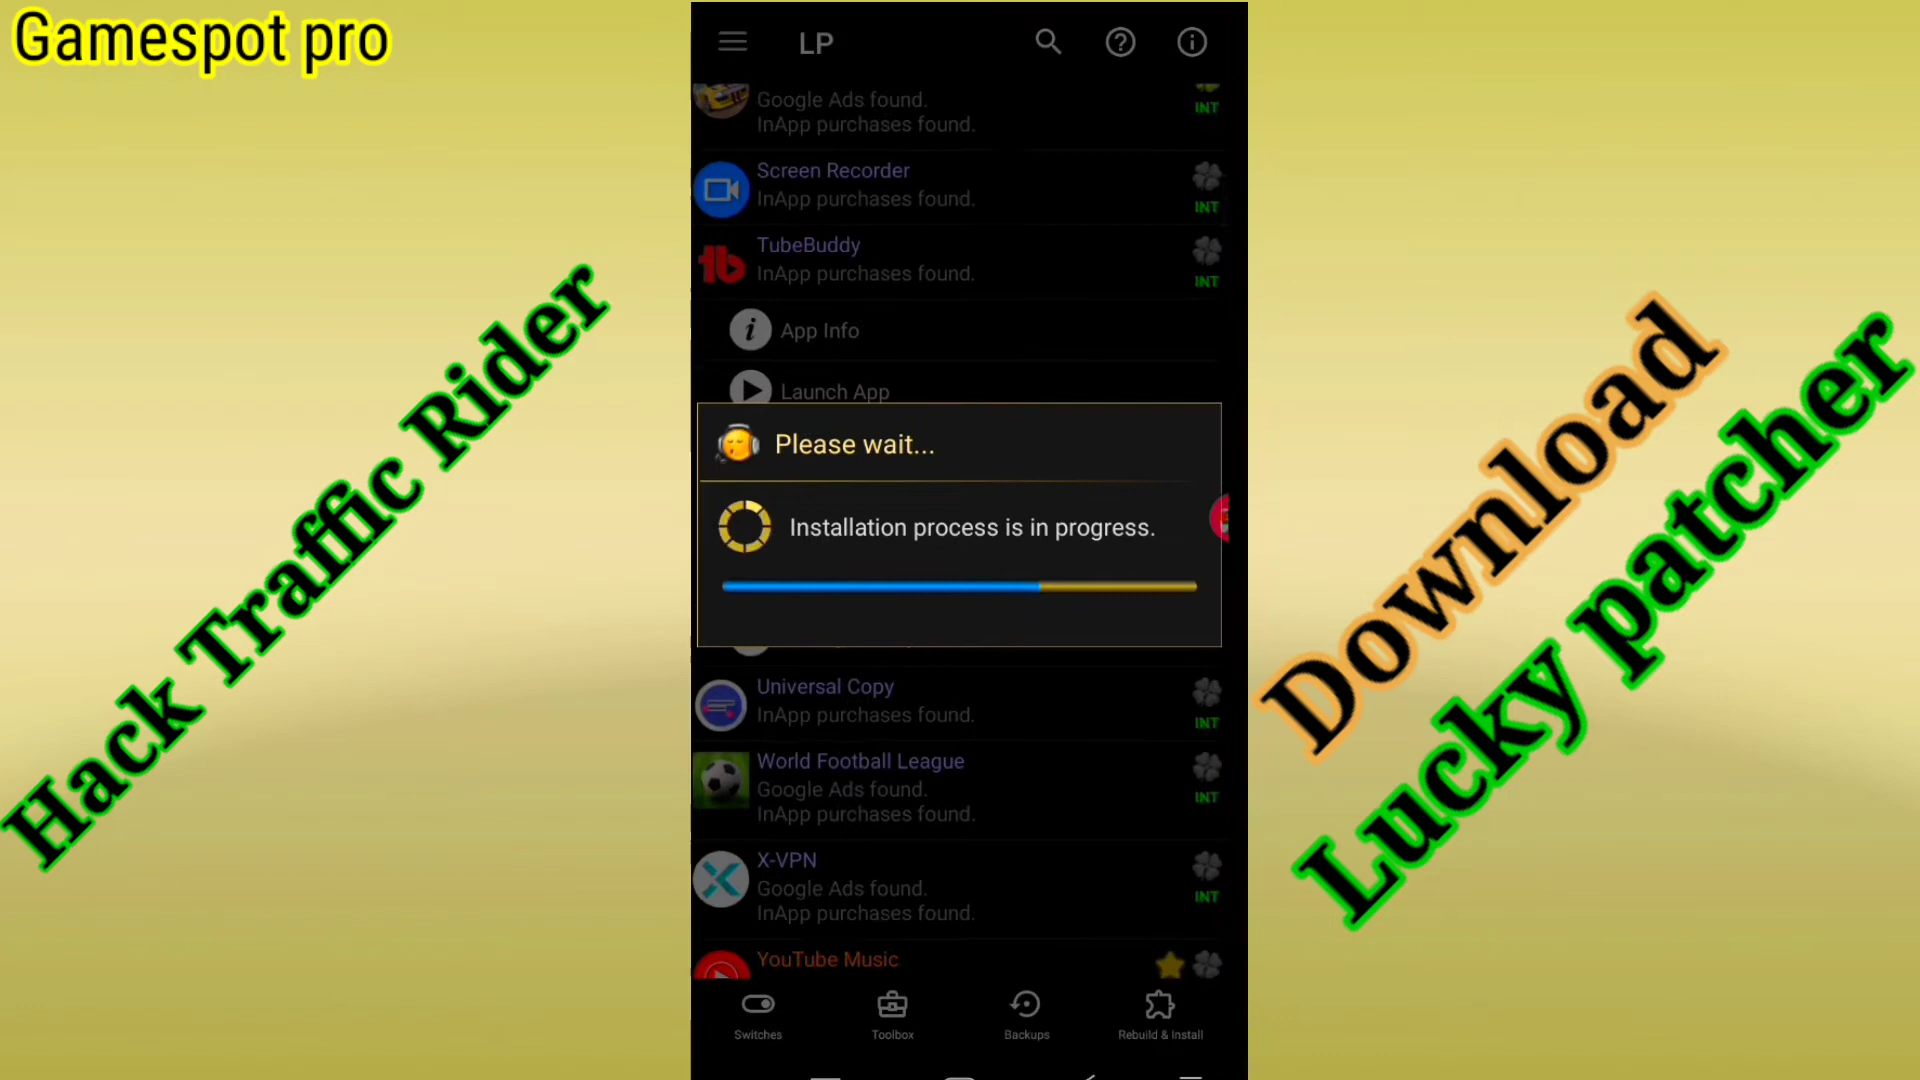 Gamespot pro
Hack Traffic Rider
LP
Google Ads found.
InApp purchases found.
INT
Screen Recorder
InApp purchases found.
INT
TubeBuddy
InApp purchases found.
INT
App Info
Launch App
Please wait...
Installation process is in progress.
Universal Copy
InApp purchases found.
INT
World Football League
Google Ads found.
InApp purchases found.
INT
X-VPN
Google Ads found.
InApp purchases found.
INT
YouTube Music
Switches
Toolbox
Backups
Rebuild & Install
Download
Lucky patcher